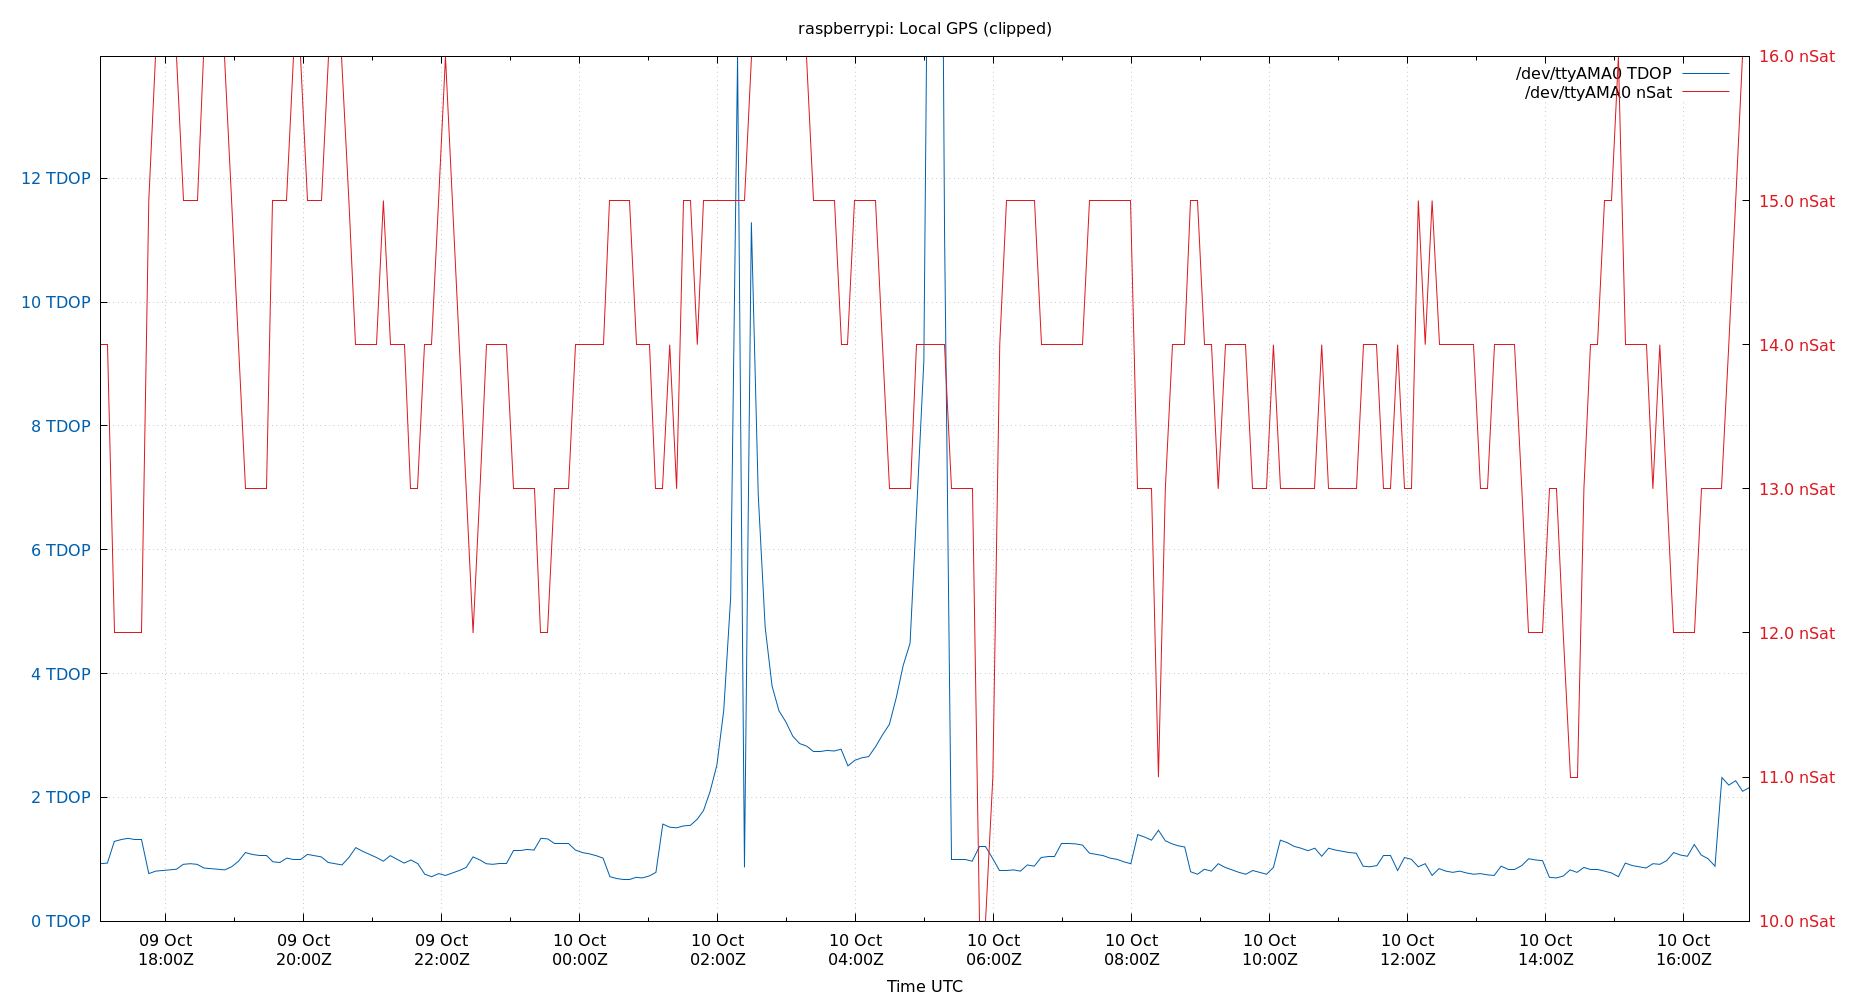 raspberrypi: Local GPS (clipped)
/dev/ttyAMA0 TDOP
/dev/ttyAMA0 nSat
12 TDOP
10 TDOP
8 TDOP
6 TDOP
4 TDOP
2 TDOP
0 TDOP
16.0 nSat
15.0 nSat
14.0 nSat
13.0 nSat
12.0 nSat
11.0 nSat
10.0 nSat
09 Oct
18:00Z
09 Oct
20:00Z
09 Oct
22:00Z
10 Oct
00:00Z
10 Oct
02:00Z
10 Oct
04:00Z
10 Oct
06:00Z
10 Oct
08:00Z
10 Oct
10:00Z
10 Oct
12:00Z
10 Oct
14:00Z
10 Oct
16:00Z
Time UTC